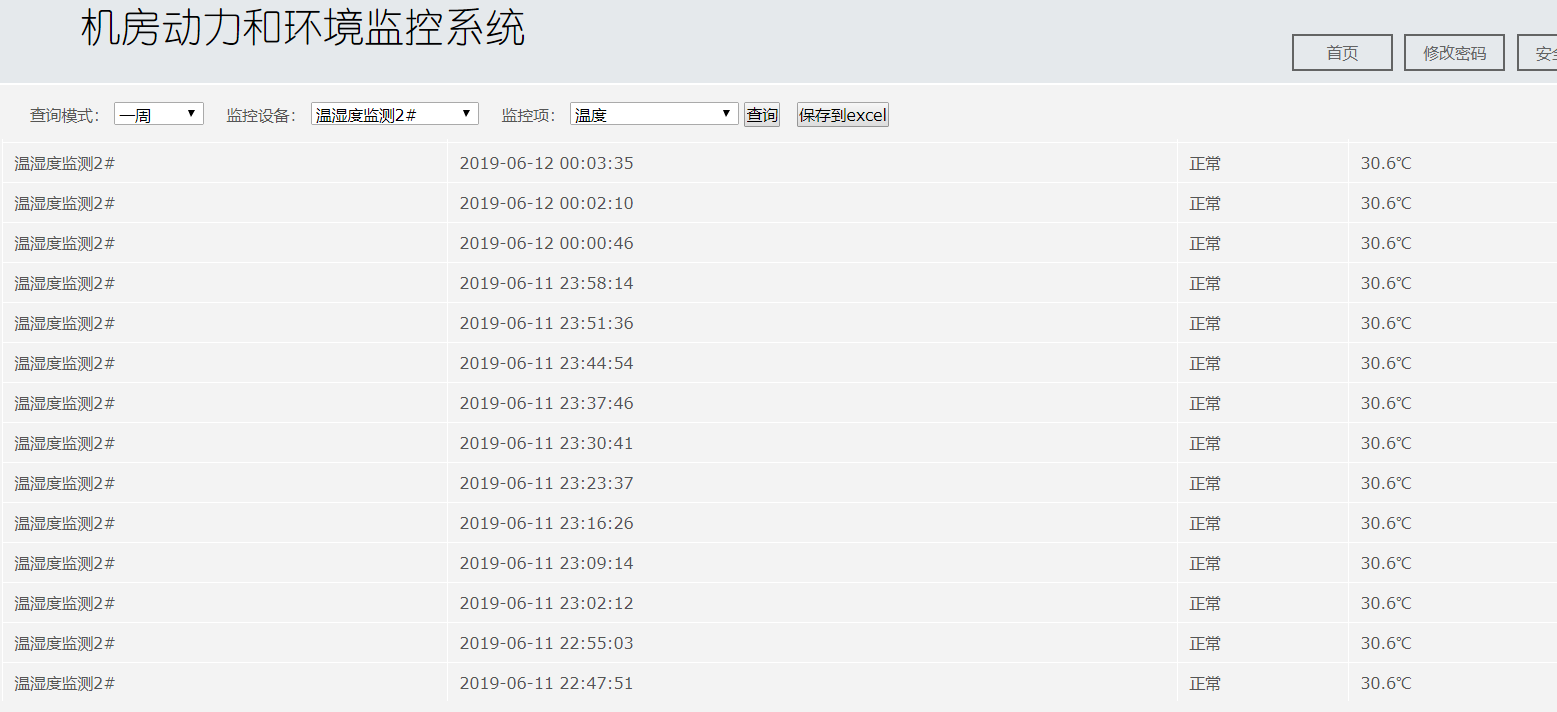 机房动力和环境监控系统
首页 修改密码 安
查询模式： 一周 监控设备： 温湿度监测2# 监控项： 温度 查询 保存到excel
温湿度监测2# 2019-06-12 00:03:35 正常 30.6℃
温湿度监测2# 2019-06-12 00:02:10 正常 30.6℃
温湿度监测2# 2019-06-12 00:00:46 正常 30.6℃
温湿度监测2# 2019-06-11 23:58:14 正常 30.6℃
温湿度监测2# 2019-06-11 23:51:36 正常 30.6℃
温湿度监测2# 2019-06-11 23:44:54 正常 30.6℃
温湿度监测2# 2019-06-11 23:37:46 正常 30.6℃
温湿度监测2# 2019-06-11 23:30:41 正常 30.6℃
温湿度监测2# 2019-06-11 23:23:37 正常 30.6℃
温湿度监测2# 2019-06-11 23:16:26 正常 30.6℃
温湿度监测2# 2019-06-11 23:09:14 正常 30.6℃
温湿度监测2# 2019-06-11 23:02:12 正常 30.6℃
温湿度监测2# 2019-06-11 22:55:03 正常 30.6℃
温湿度监测2# 2019-06-11 22:47:51 正常 30.6℃